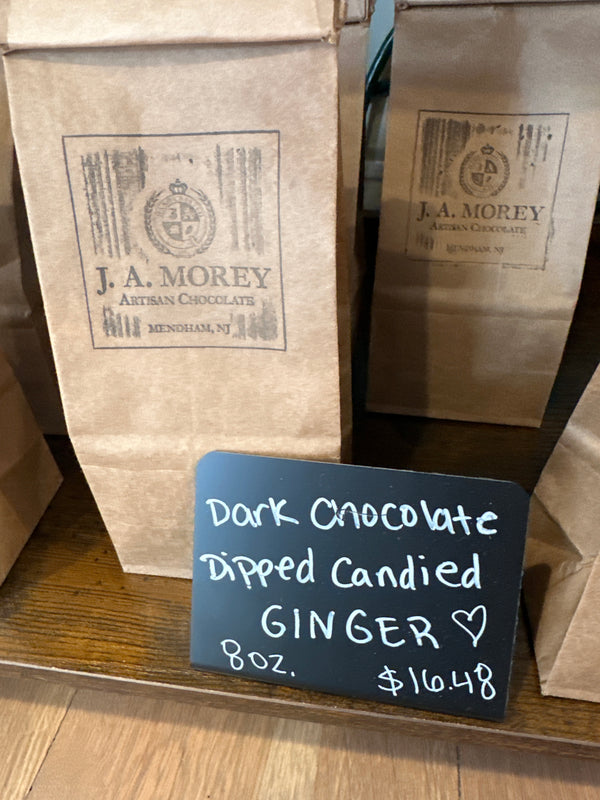 J. A. MOREY
ARTISAN CHOCOLATE
MENDHAM, NJ
J. A. MOREY
ARTISAN CHOCOLATE
MENDHAM, NJ
Dark Chocolate
Dipped Candied
GINGER ♡
8oz. $16.48